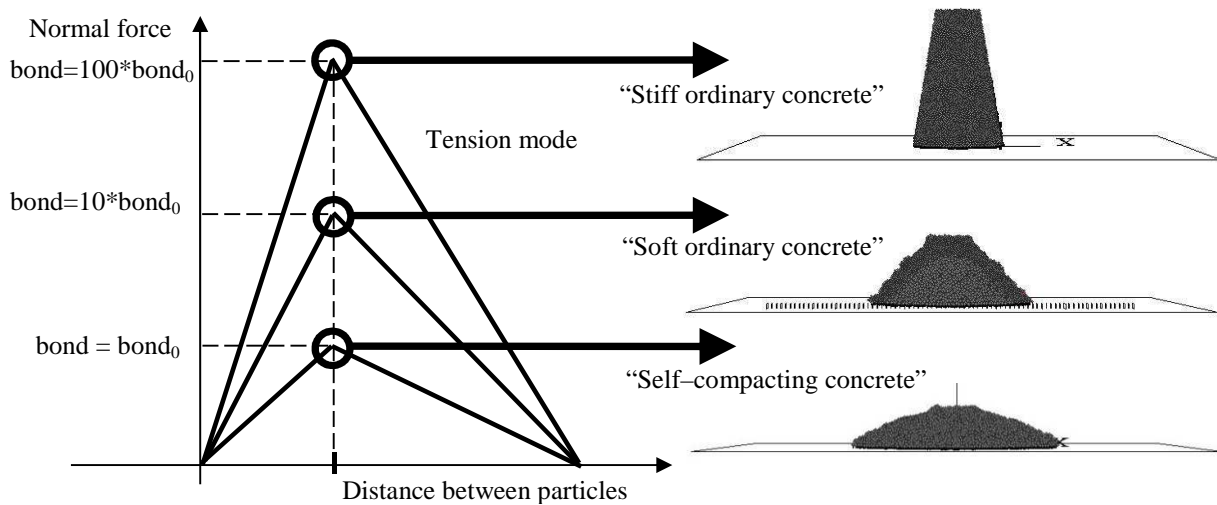 Normal force
bond=100*bond₀
“Stiff ordinary concrete”
X
Tension mode
bond=10*bond₀
“Soft ordinary concrete”
bond = bond₀
“Self–compacting concrete”
X
Distance between particles